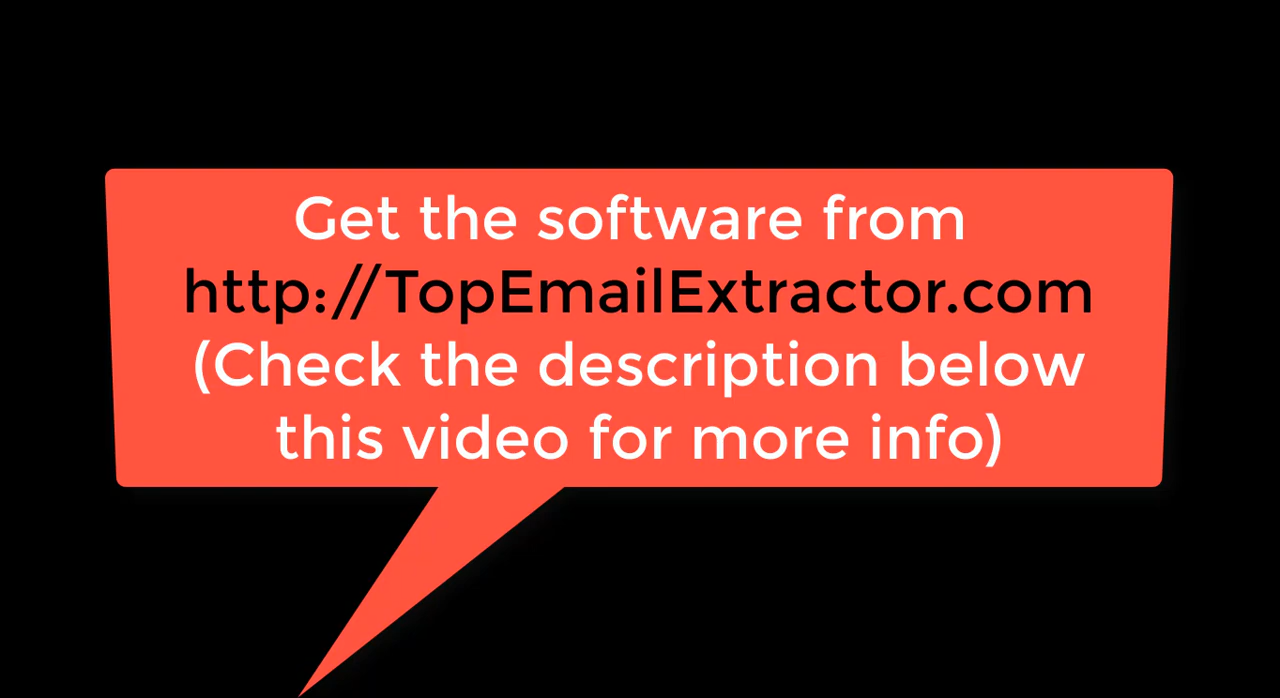 Get the software from
http://TopEmailExtractor.com
(Check the description below
this video for more info)